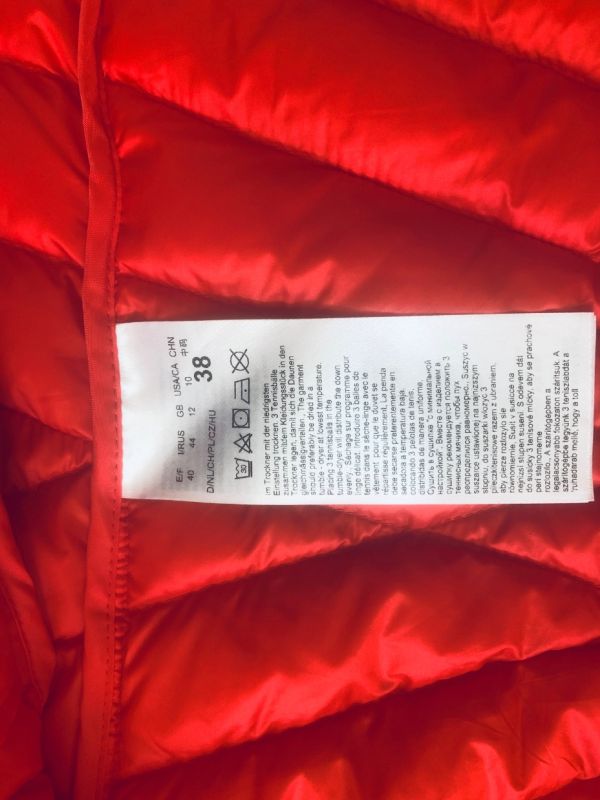 E/F I/RUS GB USA/CA CHN
40 44 12 10 中码
D/NL/CH/PL/CZ/HU 38
30
im Trockner mit der niedrigsten
Einstellung trocknen. 3 Tennisbälle
zusammen mit dem Kleidungsstück in den
Trockner legen, damit sich die Daunen
gleichmäßig verteilen. The garment
should preferably be dried in a
tumble - dryer at lowest temperature.
Placing 3 tennisballs in the
tumble-dryer will distribute the down
evenly. Séchage sur programme pour
linge délicat. Introduire 3 balles de
tennis dans le sèche-linge avec le
vêtement pour que le duvet se
répartisse régulièrement. La prenda
debe secarse preferentemente en
secadora a temperatura baja,
colocando 3 pelotas de tenis,
distribuidas de manera uniforme.
Сушить в сушилке с минимальной
настройкой. Вместе с изделием в
сушилку рекомендуется положить 3
теннисных мячика, чтобы пух
распределился равномерно. Suszyć w
suszarce ustawionej na najniższym
stopniu, do suszarki włożyć 3
piłeczki tenisowe razem z ubraniem,
aby pierze rozłożyło się
równomiernie. Sušit v sušičce na
nejnižší stupeň sušení. S oděvem dát
do sušičky 3 tenisové míčky, aby se prachové
peří stejnoměrně
rozložilo. A szárítógépben a
legalacsonyabb fokozaton szárítsuk. A
szárítógépbe tegyünk 3 teniszlabdát a
ruhadarab mellé, hogy a toll